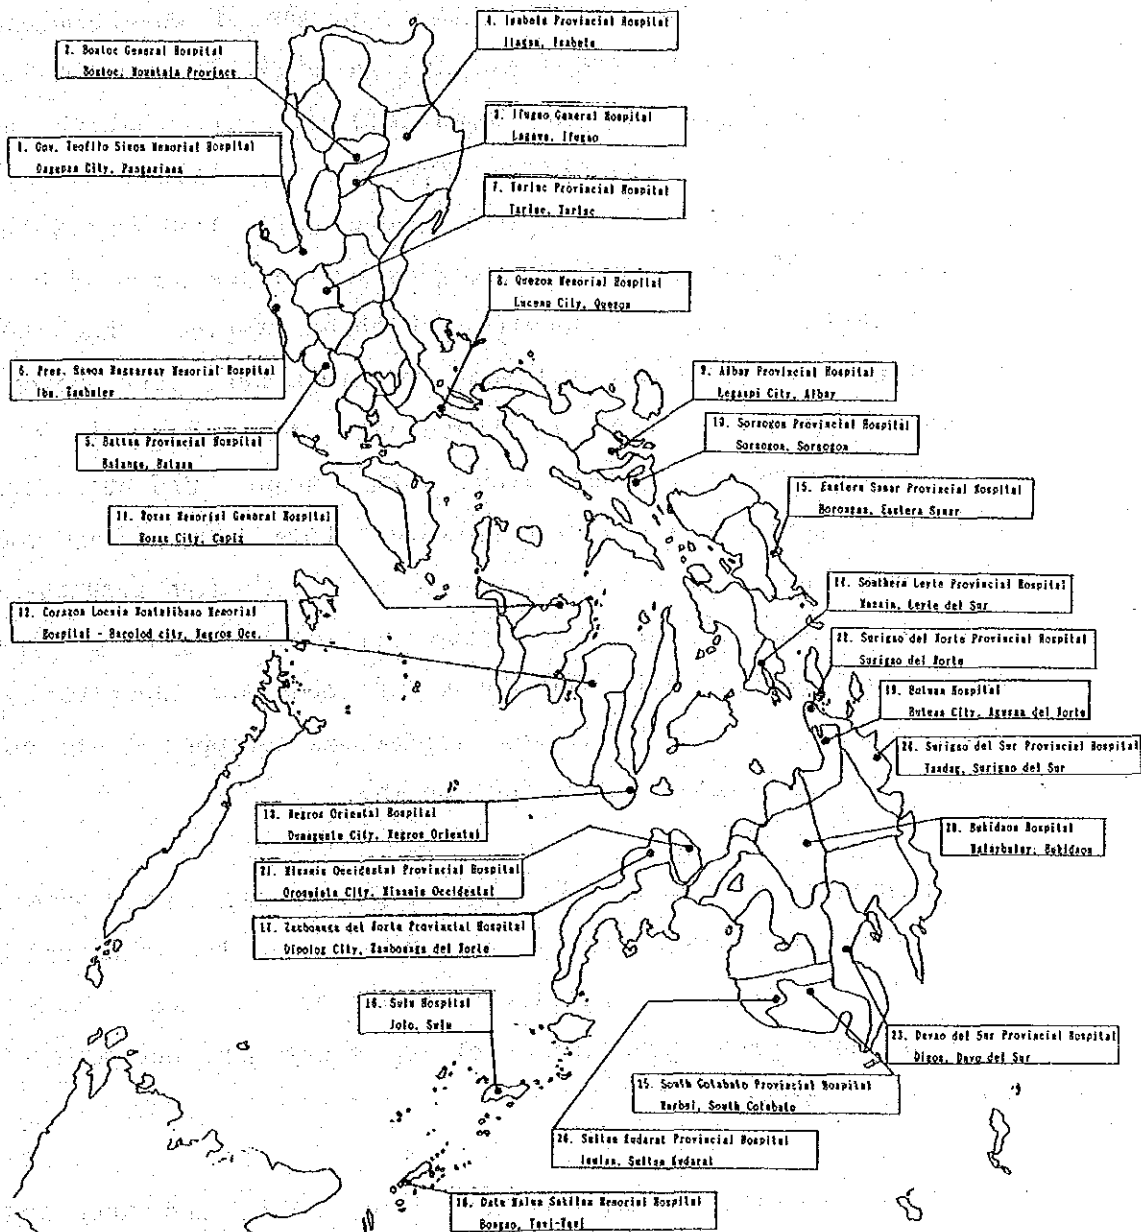 4. Isabela Provincial Hospital
Ilagan, Isabela
2. Bontoc General Hospital
Bontoc, Mountain Province
3. Ifugao General Hospital
Lagawe, Ifugao
1. Gov. Teofilo Sison Memorial Hospital
Dagupan City, Pangasinan
7. Tarlac Provincial Hospital
Tarlac, Tarlac
8. Quezon Memorial Hospital
Lucena City, Quezon
6. Pres. Ramon Magsaysay Memorial Hospital
Iba, Zambales
9. Albay Provincial Hospital
Legaspi City, Albay
10. Sorsogon Provincial Hospital
Sorsogon, Sorsogon
5. Bataan Provincial Hospital
Balanga, Bataan
15. Eastern Samar Provincial Hospital
Borongan, Eastern Samar
11. Roxas Memorial General Hospital
Roxas City, Capiz
14. Southern Leyte Provincial Hospital
Maasin, Leyte del Sur
12. Corazon Locsin Montelibano Memorial
Hospital - Bacolod city, Negros Occ.
22. Surigao del Norte Provincial Hospital
Surigao del Norte
19. Butuan Hospital
Butuan City, Agusan del Norte
24. Surigao del Sur Provincial Hospital
Tandag, Surigao del Sur
13. Negros Oriental Hospital
Dumaguete City, Negros Oriental
20. Bukidnon Hospital
Malaybalay, Bukidnon
21. Misamis Occidental Provincial Hospital
Oroquieta City, Misamis Occidental
17. Zamboanga del Norte Provincial Hospital
Dipolog City, Zamboanga del Norte
Sulu Hospital
Jolo, Sulu
23. Davao del Sur Provincial Hospital
Digos, Davo del Sur
25. South Cotabato Provincial Hospital
Marbel, South Cotabato
26. Sultan Kudarat Provincial Hospital
Isulan, Sultan Kudarat
Datu Halun Sakilan Memorial Hospital
Bongao, Tawi-Tawi